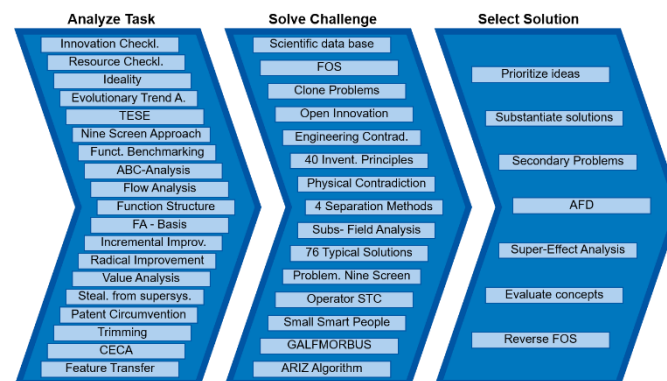 Analyze Task
Innovation Checkl.
Resource Checkl.
Ideality
Evolutionary Trend A.
TESE
Nine Screen Approach
Funct. Benchmarking
ABC-Analysis
Flow Analysis
Function Structure
FA - Basis
Incremental Improv.
Radical Improvement
Value Analysis
Steal. from supersys.
Patent Circumvention
Trimming
CECA
Feature Transfer
Solve Challenge
Scientific data base
FOS
Clone Problems
Open Innovation
Engineering Contrad.
40 Invent. Principles
Physical Contradiction
4 Separation Methods
Subs- Field Analysis
76 Typical Solutions
Problem. Nine Screen
Operator STC
Small Smart People
GALFMORBUS
ARIZ Algorithm
Select Solution
Prioritize ideas
Substantiate solutions
Secondary Problems
AFD
Super-Effect Analysis
Evaluate concepts
Reverse FOS